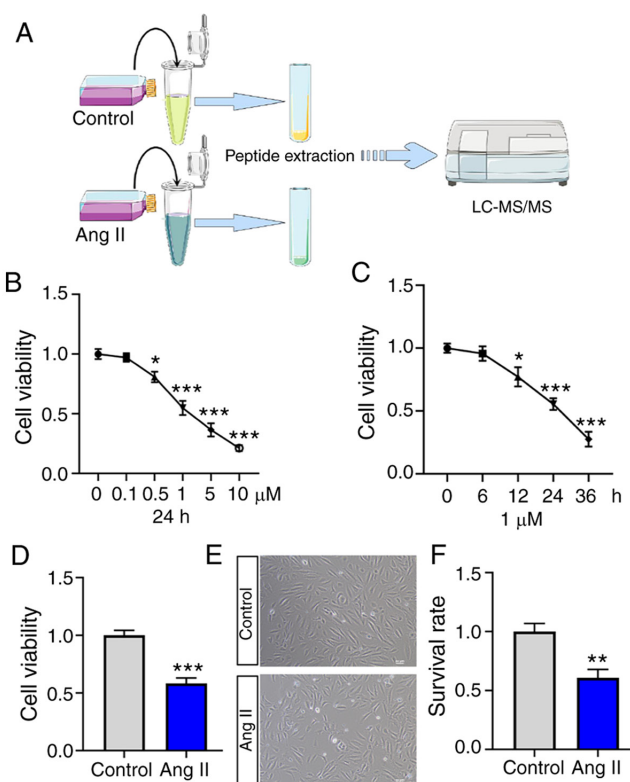 A
Control
Peptide extraction
Ang II
LC-MS/MS
B
Cell viability
1.5
1.0
0.5
0.0
*
***
***
***
0 0.1 0.5 1 5 10 μM
24 h
C
Cell viability
1.5
1.0
0.5
0.0
*
***
***
0 6 12 24 36 h
1 μM
D
Cell viability
1.5
1.0
0.5
0.0
***
Control Ang II
E
Control
Ang II
F
Survival rate
1.5
1.0
0.5
0.0
**
Control Ang II